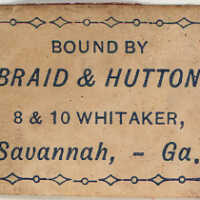 BOUND BY
BRAID & HUTTON
8 & 10 WHITAKER,
Savannah, - Ga.